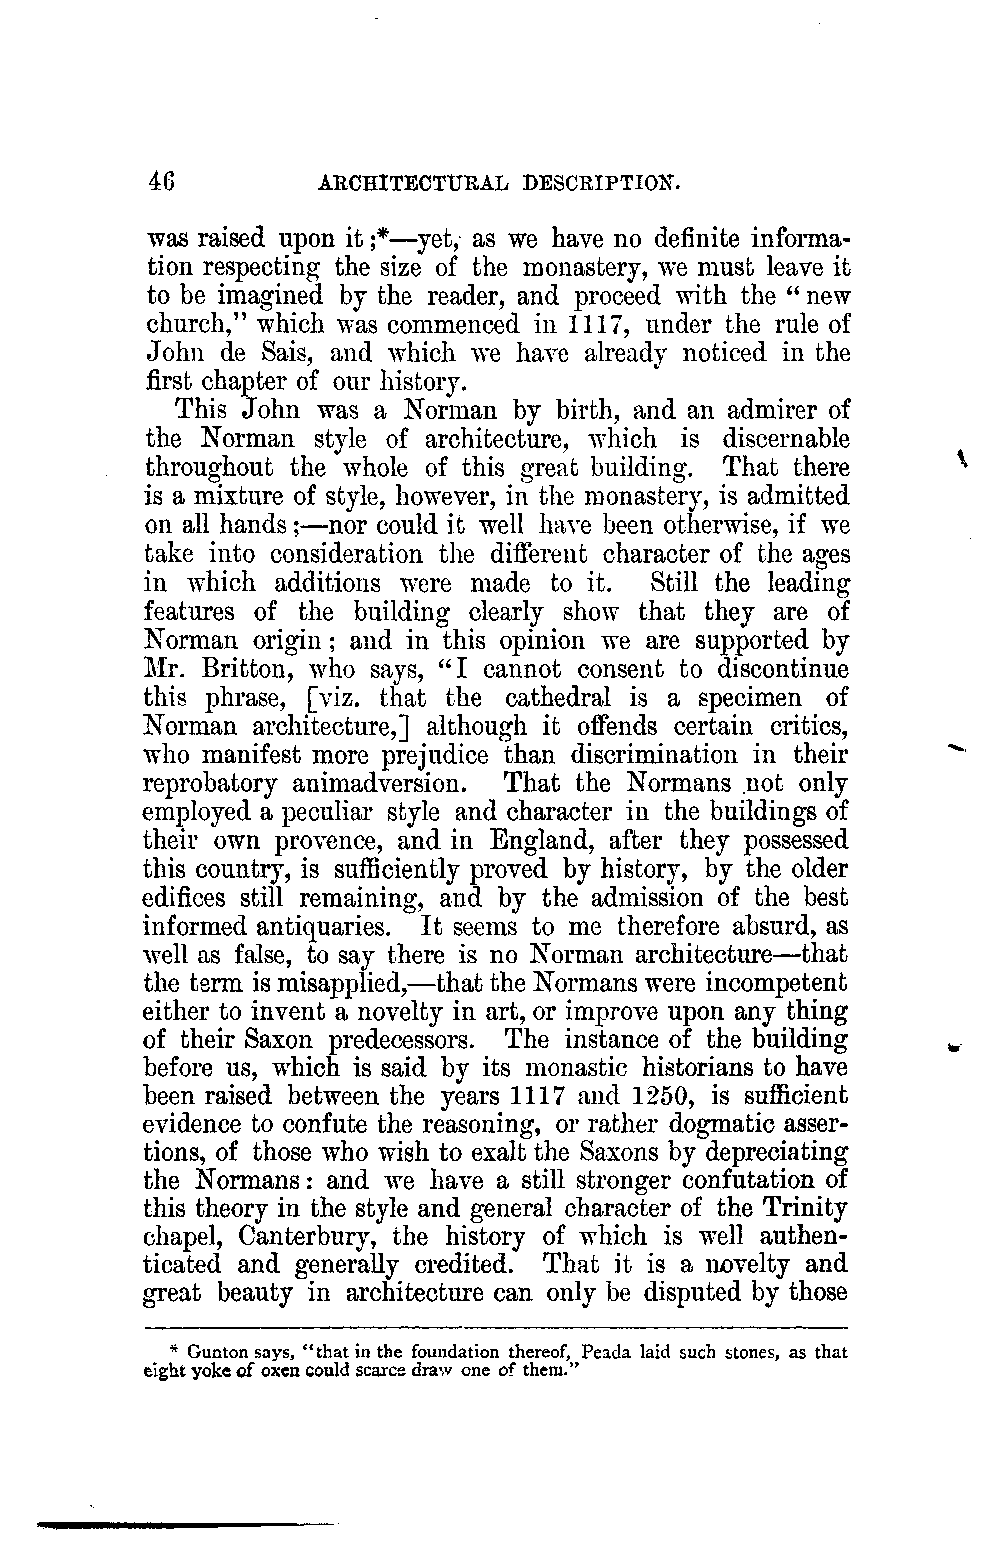 46 ARCHITECTURAL DESCRIPTION.
was raised upon it ;*—yet, as we have no definite informa-
tion respecting the size of the monastery, we must leave it
to be imagined by the reader, and proceed with the “ new
church,” which was commenced in 1117, under the rule of
John de Sais, and which we have already noticed in the
first chapter of our history.
This John was a Norman by birth, and an admirer of
the Norman style of architecture, which is discernable
throughout the whole of this great building. That there
is a mixture of style, however, in the monastery, is admitted
on all hands ;—nor could it well have been otherwise, if we
take into consideration the different character of the ages
in which additions were made to it. Still the leading
features of the building clearly show that they are of
Norman origin ; and in this opinion we are supported by
Mr. Britton, who says, “I cannot consent to discontinue
this phrase, [viz. that the cathedral is a specimen of
Norman architecture,] although it offends certain critics,
who manifest more prejudice than discrimination in their
reprobatory animadversion. That the Normans not only
employed a peculiar style and character in the buildings of
their own provence, and in England, after they possessed
this country, is sufficiently proved by history, by the older
edifices still remaining, and by the admission of the best
informed antiquaries. It seems to me therefore absurd, as
well as false, to say there is no Norman architecture—that
the term is misapplied,—that the Normans were incompetent
either to invent a novelty in art, or improve upon any thing
of their Saxon predecessors. The instance of the building
before us, which is said by its monastic historians to have
been raised between the years 1117 and 1250, is sufficient
evidence to confute the reasoning, or rather dogmatic asser-
tions, of those who wish to exalt the Saxons by depreciating
the Normans : and we have a still stronger confutation of
this theory in the style and general character of the Trinity
chapel, Canterbury, the history of which is well authen-
ticated and generally credited. That it is a novelty and
great beauty in architecture can only be disputed by those
* Gunton says, “that in the foundation thereof, Peada laid such stones, as that
eight yoke of oxen could scarce draw one of them.”